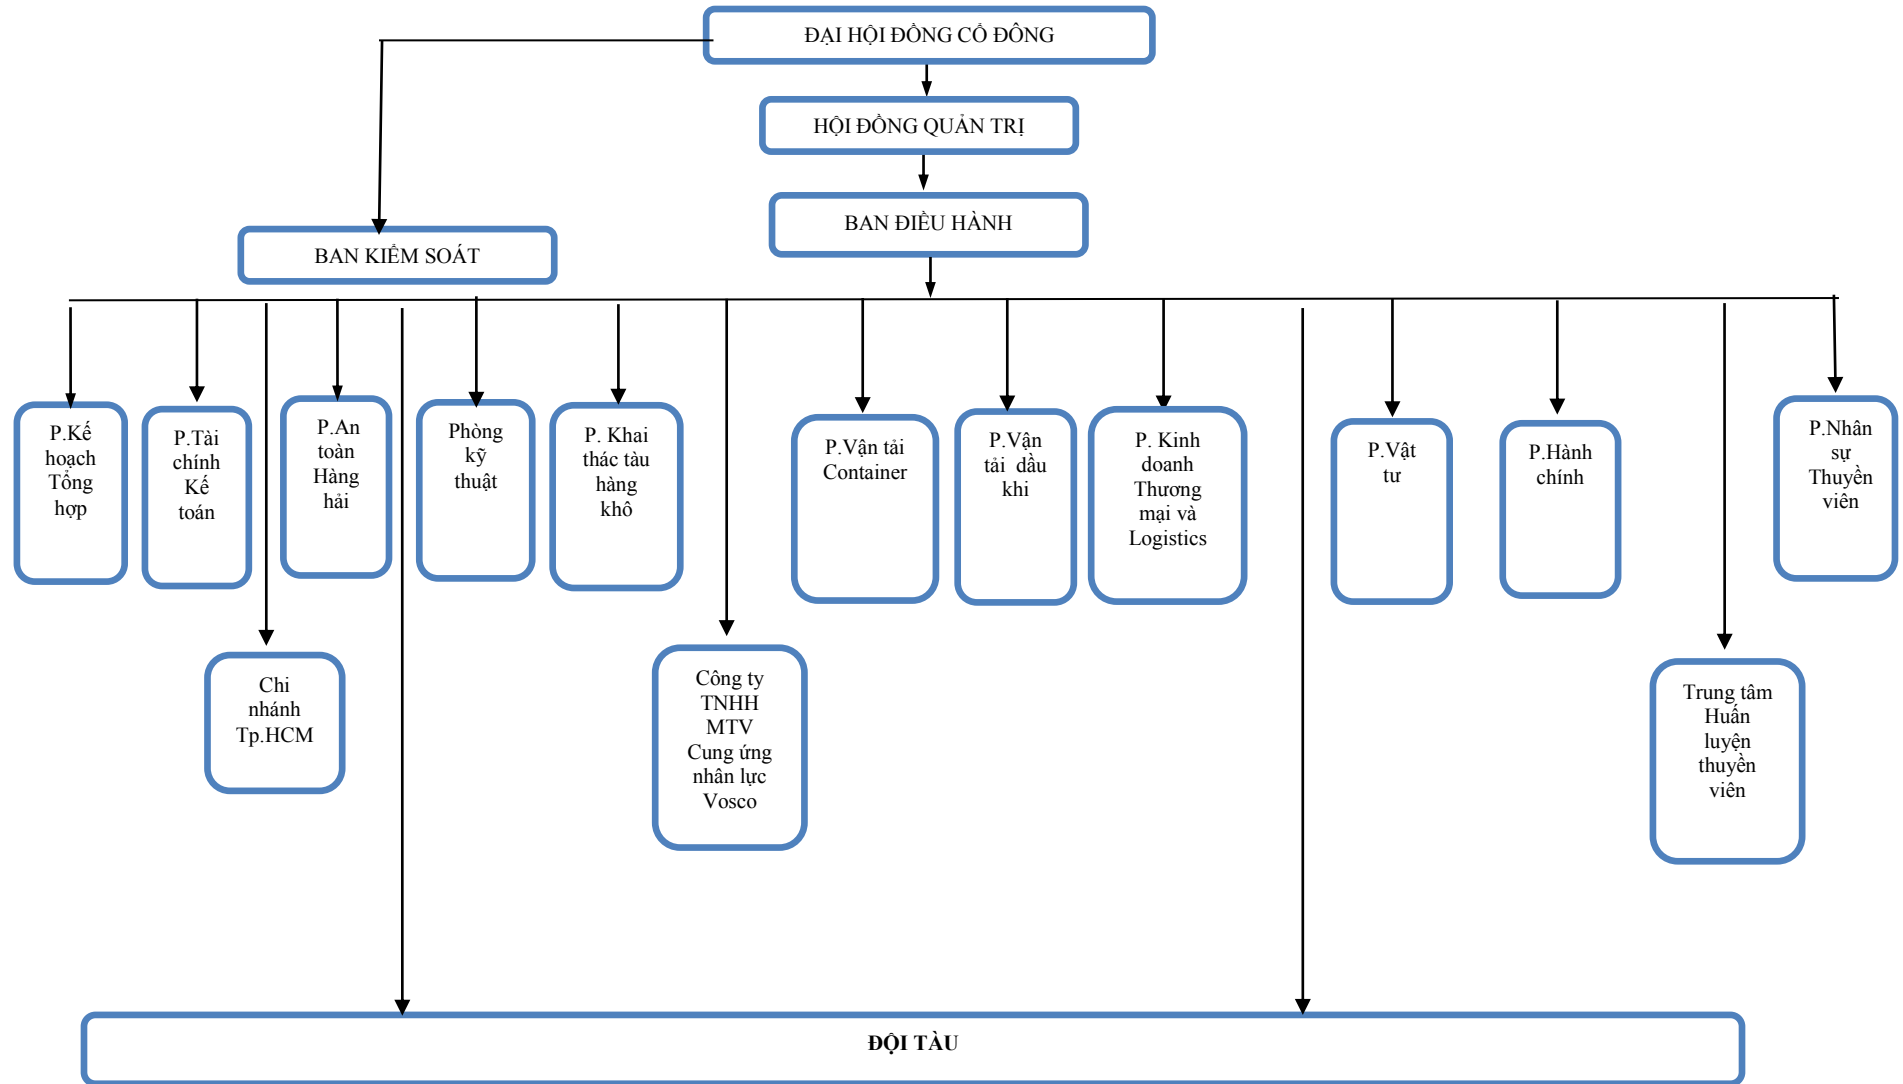 ĐẠI HỘI ĐỒNG CỔ ĐÔNG
HỘI ĐỒNG QUẢN TRỊ
BAN ĐIỀU HÀNH
BAN KIỂM SOÁT
P.Kế
hoạch
Tổng
hợp
P.Tài
chính
Kế
toán
P.An
toàn
Hàng
hải
Phòng
kỹ
thuật
P. Khai
thác tàu
hàng
khô
P.Vận tải
Container
P.Vận
tải dầu
khi
P. Kinh
doanh
Thương
mại và
Logistics
P.Vật
tư
P.Hành
chính
P.Nhân
sự
Thuyền
viên
Chi
nhánh
Tp.HCM
Công ty
TNHH
MTV
Cung ứng
nhân lực
Vosco
Trung tâm
Huấn
luyện
thuyền
viên
ĐỘI TÀU